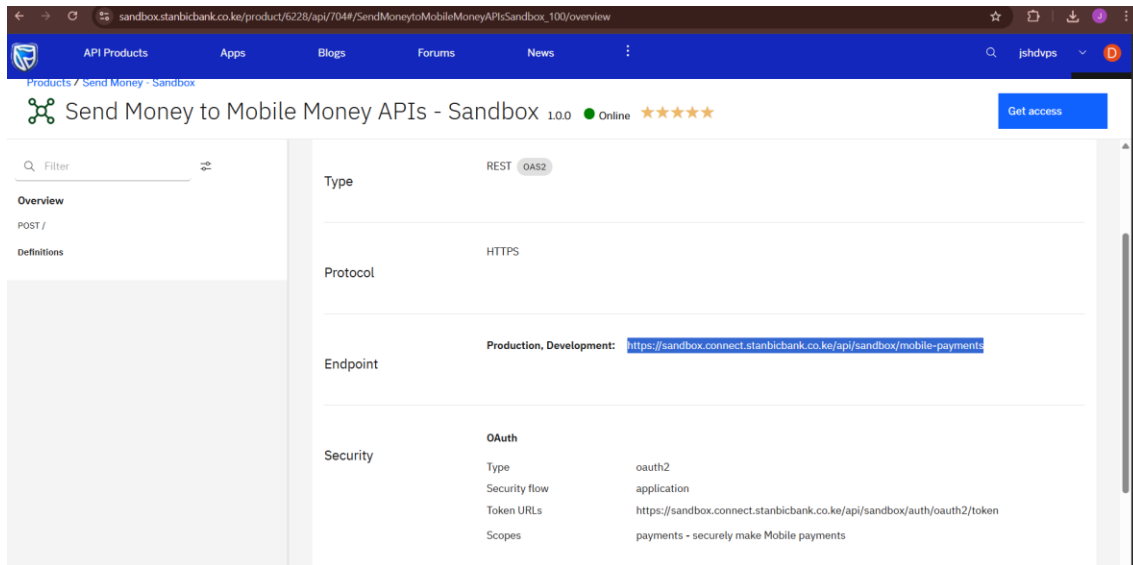 sandbox.stanbicbank.co.ke/product/6228/api/704#/SendMoneytoMobileMoneyAPIsSandbox_100/overview
API Products Apps Blogs Forums News jshdvps D
Products / Send Money - Sandbox
Send Money to Mobile Money APIs - Sandbox 1.0.0 Online Get access
Filter
Overview
POST /
Definitions
Type REST OAS2
Protocol HTTPS
Endpoint Production, Development: https://sandbox.connect.stanbicbank.co.ke/api/sandbox/mobile-payments
Security OAuth
Type oauth2
Security flow application
Token URLs https://sandbox.connect.stanbicbank.co.ke/api/sandbox/auth/oauth2/token
Scopes payments - securely make Mobile payments